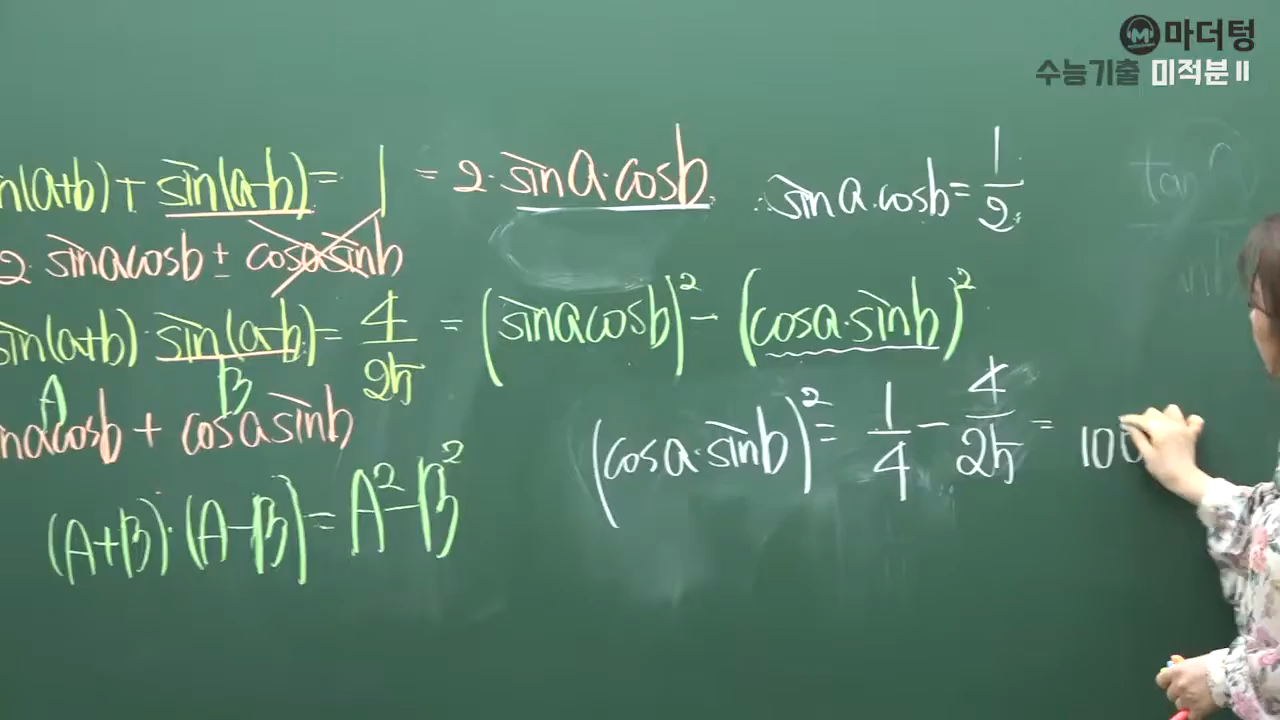 마더텅
수능기출 미적분 II
n(a+b) + sin(a-b) = 1 = 2·sin a·cos b
sin a·cos b = 1/2
2·sin a cos b ± cos a sin b
sin(a+b)·sin(a-b) = 4/25 = (sin a cos b)² - (cos a·sin b)²
A B
n a cos b + cos a sin b
(cos a·sin b)² = 1/4 - 4/25 = 100
(A+B)·(A-B) = A² - B²
tan